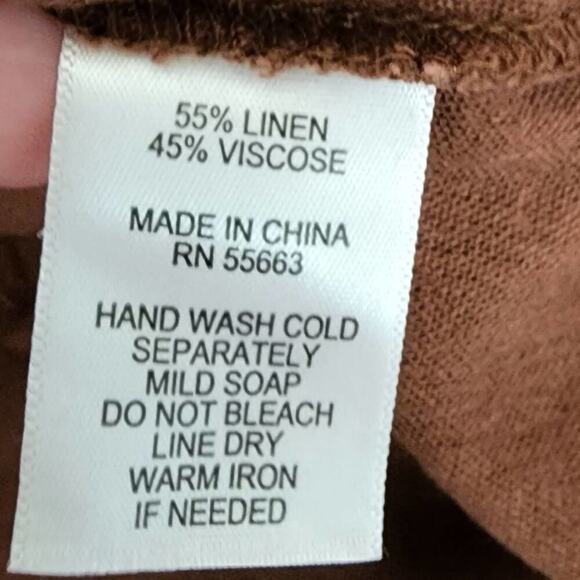 55% LINEN
45% VISCOSE
MADE IN CHINA
RN 55663
HAND WASH COLD
SEPARATELY
MILD SOAP
DO NOT BLEACH
LINE DRY
WARM IRON
IF NEEDED